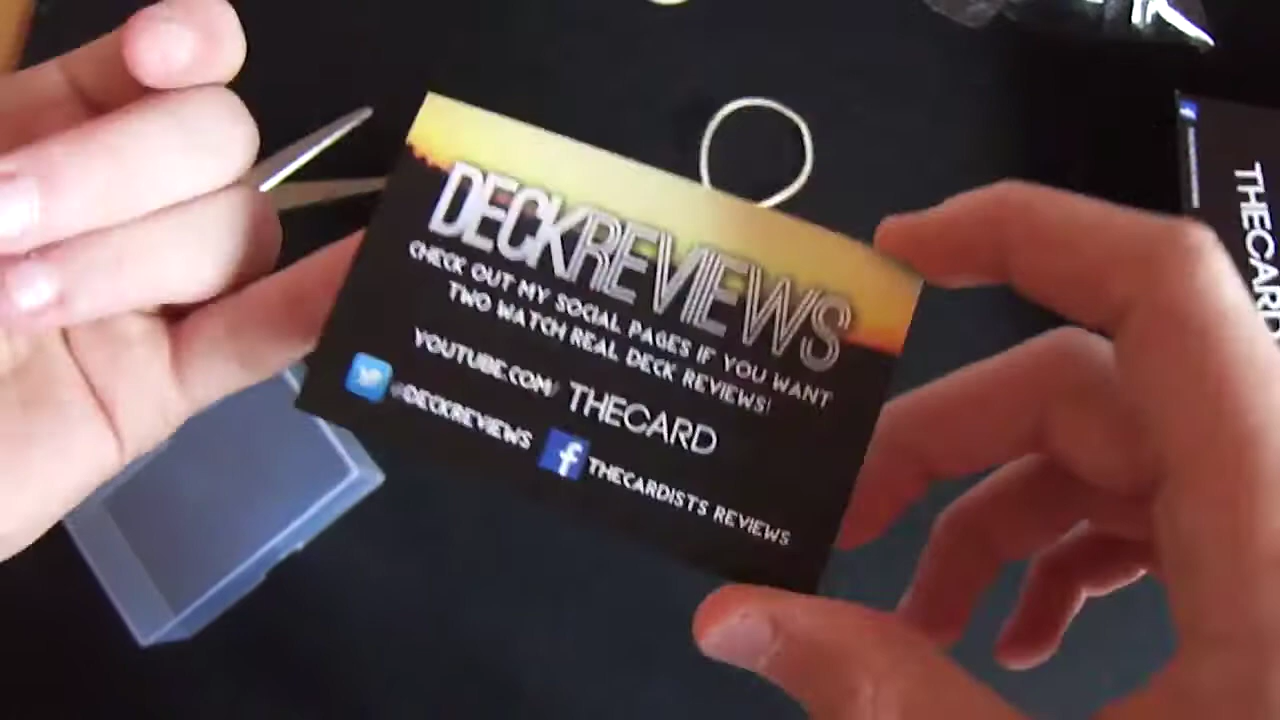 DECKREVIEWS
CHECK OUT MY SOCIAL PAGES IF YOU WANT
TWO WATCH REAL DECK REVIEWS!
YOUTUBE.COM/ THECARD
@DECKREVIEWS f THECARDISTS REVIEWS
THECARD